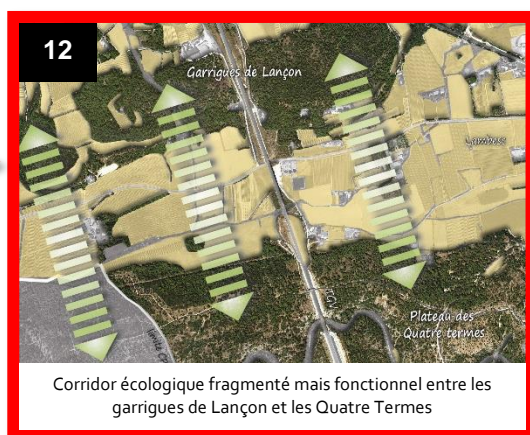 12
Garrigues de Lançon
Plateau des
Quatre termes
Corridor écologique fragmenté mais fonctionnel entre les
garrigues de Lançon et les Quatre Termes